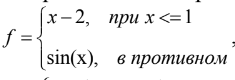 f = { x−2, при x<=1
sin(x), в противном ,